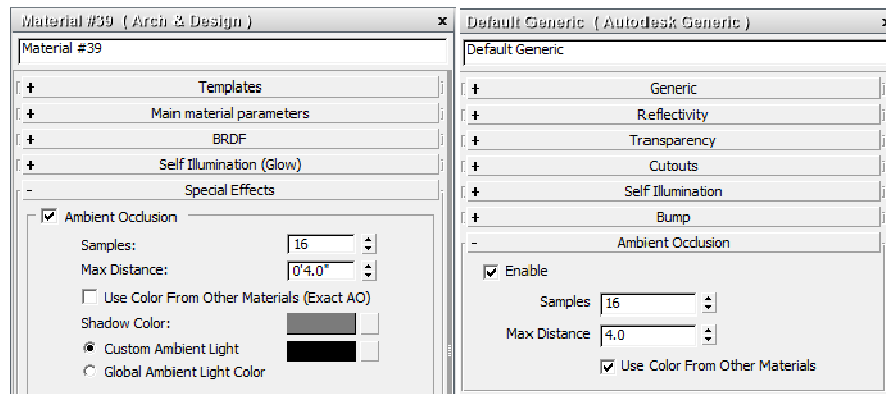 Material #39 ( Arch & Design )
x
Material #39
+ Templates
+ Main material parameters
+ BRDF
+ Self Illumination (Glow)
- Special Effects
Ambient Occlusion
Samples: 16
Max Distance: 0'4.0"
Use Color From Other Materials (Exact AO)
Shadow Color:
Custom Ambient Light
Global Ambient Light Color
Default Generic ( Autodesk Generic )
Default Generic
+ Generic
+ Reflectivity
+ Transparency
+ Cutouts
+ Self Illumination
+ Bump
- Ambient Occlusion
Enable
Samples 16
Max Distance 4.0
Use Color From Other Materials